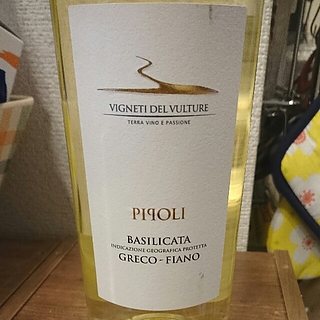 VIGNETI DEL VULTURE
TERRA VINO È PASSIONE
PIPOLI
BASILICATA
INDICAZIONE GEOGRAFICA PROTETTA
GRECO - FIANO